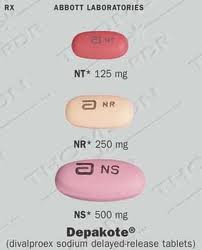 RX ABBOTT LABORATORIES
a NT
NT* 125 mg
a NR
NR* 250 mg
a NS
NS* 500 mg
Depakote®
(divalproex sodium delayed-release tablets)